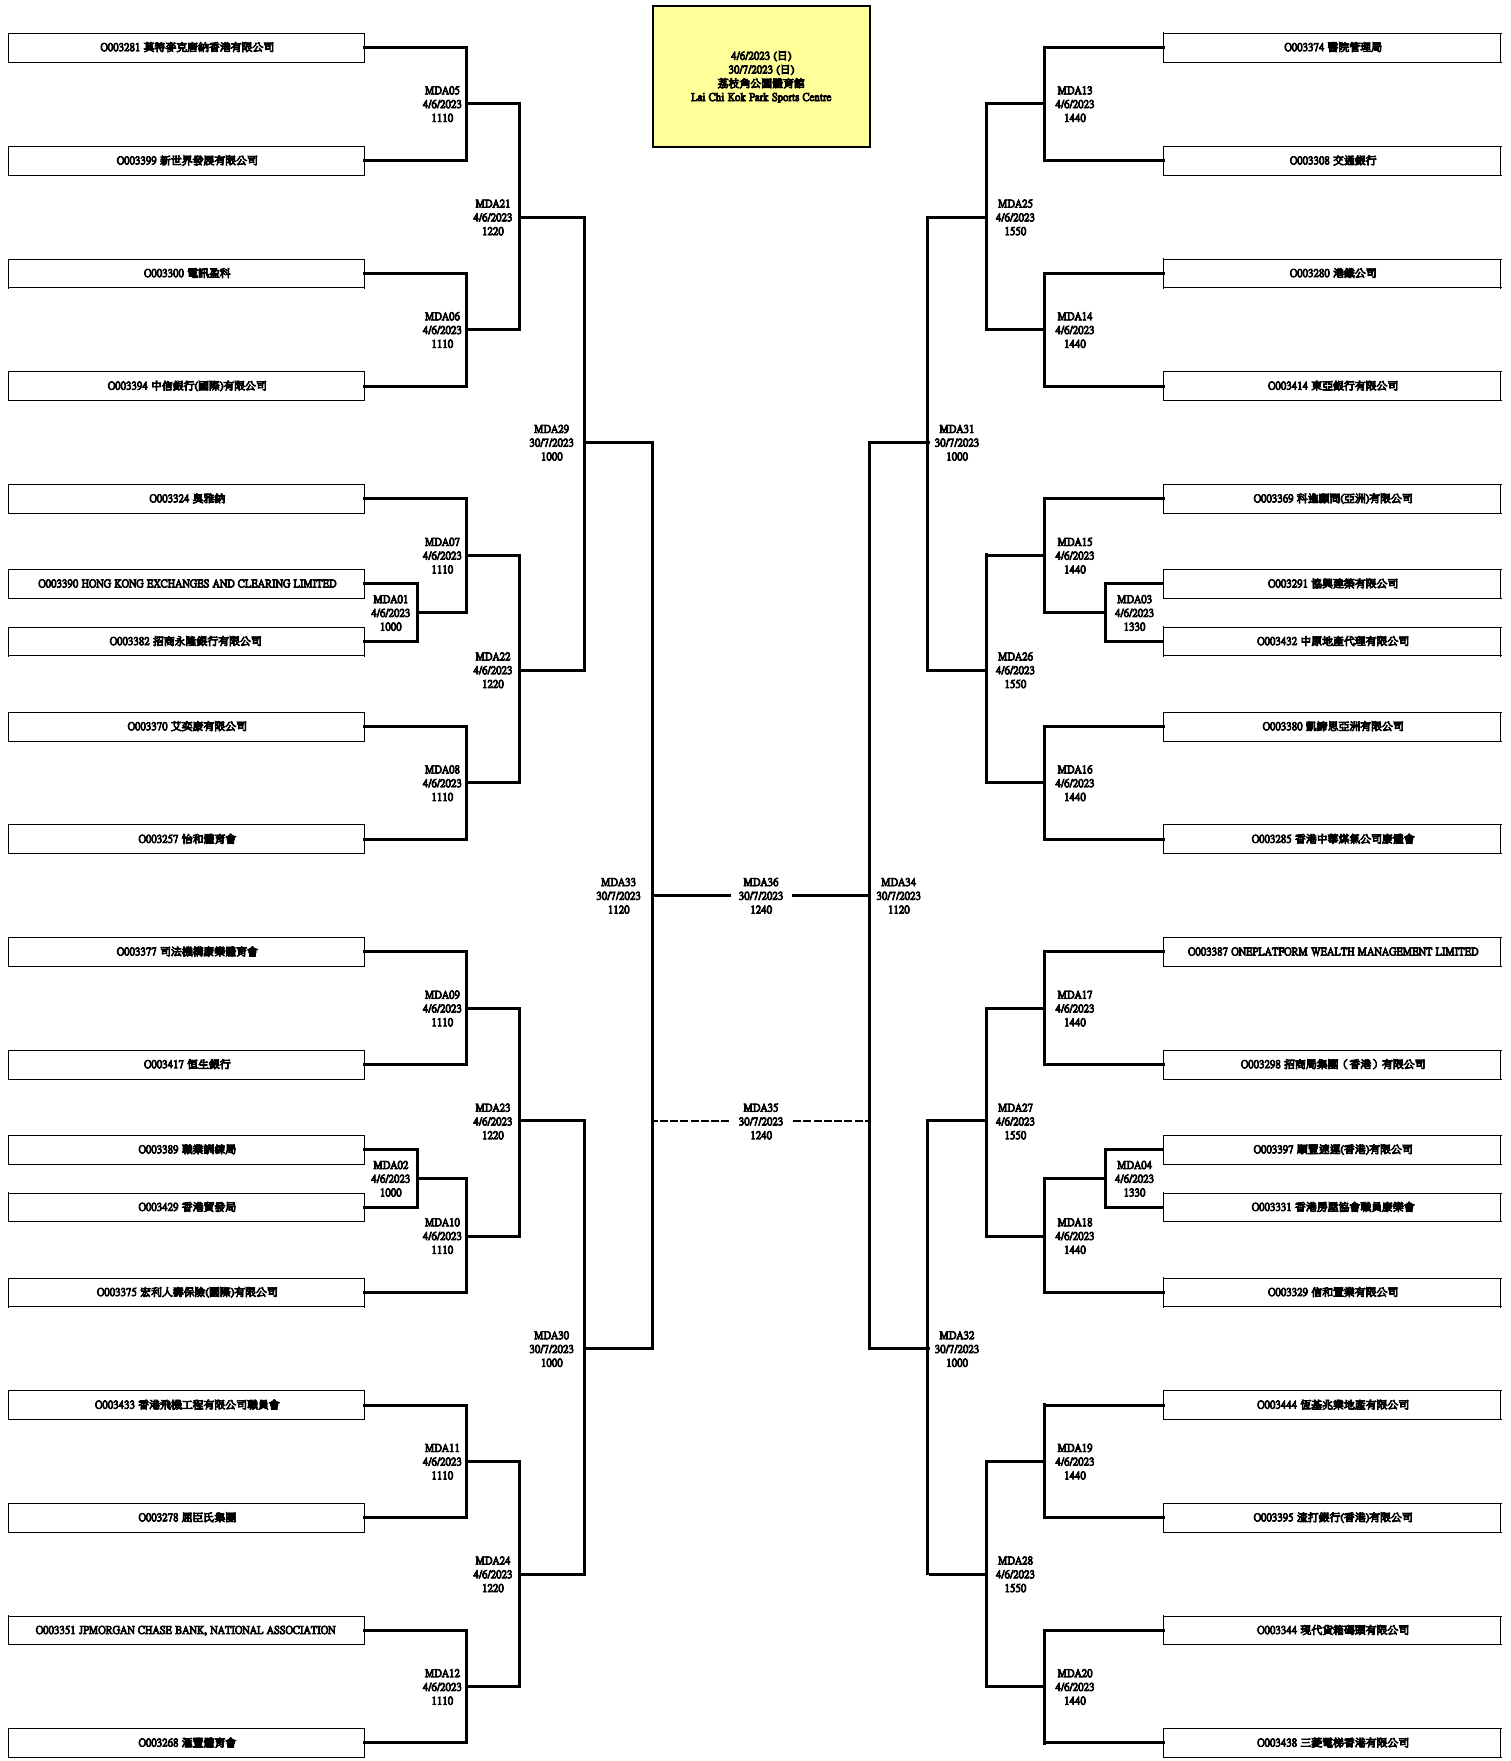 4/6/2023 (日)
30/7/2023 (日)
荔枝角公園體育館
Lai Chi Kok Park Sports Centre
O003281 莫特麥克唐納香港有限公司
MDA05
4/6/2023
1110
O003399 新世界發展有限公司
MDA21
4/6/2023
1220
O003300 電訊盈科
MDA06
4/6/2023
1110
O003394 中信銀行(國際)有限公司
MDA29
30/7/2023
1000
O003324 奧雅納
MDA07
4/6/2023
1110
O003390 HONG KONG EXCHANGES AND CLEARING LIMITED
MDA01
4/6/2023
1000
O003382 招商永隆銀行有限公司
MDA22
4/6/2023
1220
O003370 艾奕康有限公司
MDA08
4/6/2023
1110
O003257 怡和體育會
MDA33
30/7/2023
1120
O003377 司法機構康樂體育會
MDA09
4/6/2023
1110
O003417 恒生銀行
MDA23
4/6/2023
1220
O003389 職業訓練局
MDA02
4/6/2023
1000
O003429 香港貿發局
MDA10
4/6/2023
1110
O003375 宏利人壽保險(國際)有限公司
MDA30
30/7/2023
1000
O003433 香港飛機工程有限公司職員會
MDA11
4/6/2023
1110
O003278 屈臣氏集團
MDA24
4/6/2023
1220
O003351 JPMORGAN CHASE BANK, NATIONAL ASSOCIATION
MDA12
4/6/2023
1110
O003268 滙豐體育會
MDA36
30/7/2023
1240
MDA35
30/7/2023
1240
O003374 醫院管理局
MDA13
4/6/2023
1440
O003308 交通銀行
MDA25
4/6/2023
1550
O003280 港鐵公司
MDA14
4/6/2023
1440
O003414 東亞銀行有限公司
MDA31
30/7/2023
1000
O003369 科進顧問(亞洲)有限公司
MDA15
4/6/2023
1440
O003291 協興建築有限公司
MDA03
4/6/2023
1330
O003432 中原地產代理有限公司
MDA26
4/6/2023
1550
O003380 凱諦思亞洲有限公司
MDA16
4/6/2023
1440
O003285 香港中華煤氣公司康體會
MDA34
30/7/2023
1120
O003387 ONEPLATFORM WEALTH MANAGEMENT LIMITED
MDA17
4/6/2023
1440
O003298 招商局集團（香港）有限公司
MDA27
4/6/2023
1550
O003397 順豐速運(香港)有限公司
MDA04
4/6/2023
1330
O003331 香港房屋協會職員康樂會
MDA18
4/6/2023
1440
O003329 信和置業有限公司
MDA32
30/7/2023
1000
O003444 恆基兆業地產有限公司
MDA19
4/6/2023
1440
O003395 渣打銀行(香港)有限公司
MDA28
4/6/2023
1550
O003344 現代貨箱碼頭有限公司
MDA20
4/6/2023
1440
O003438 三菱電梯香港有限公司